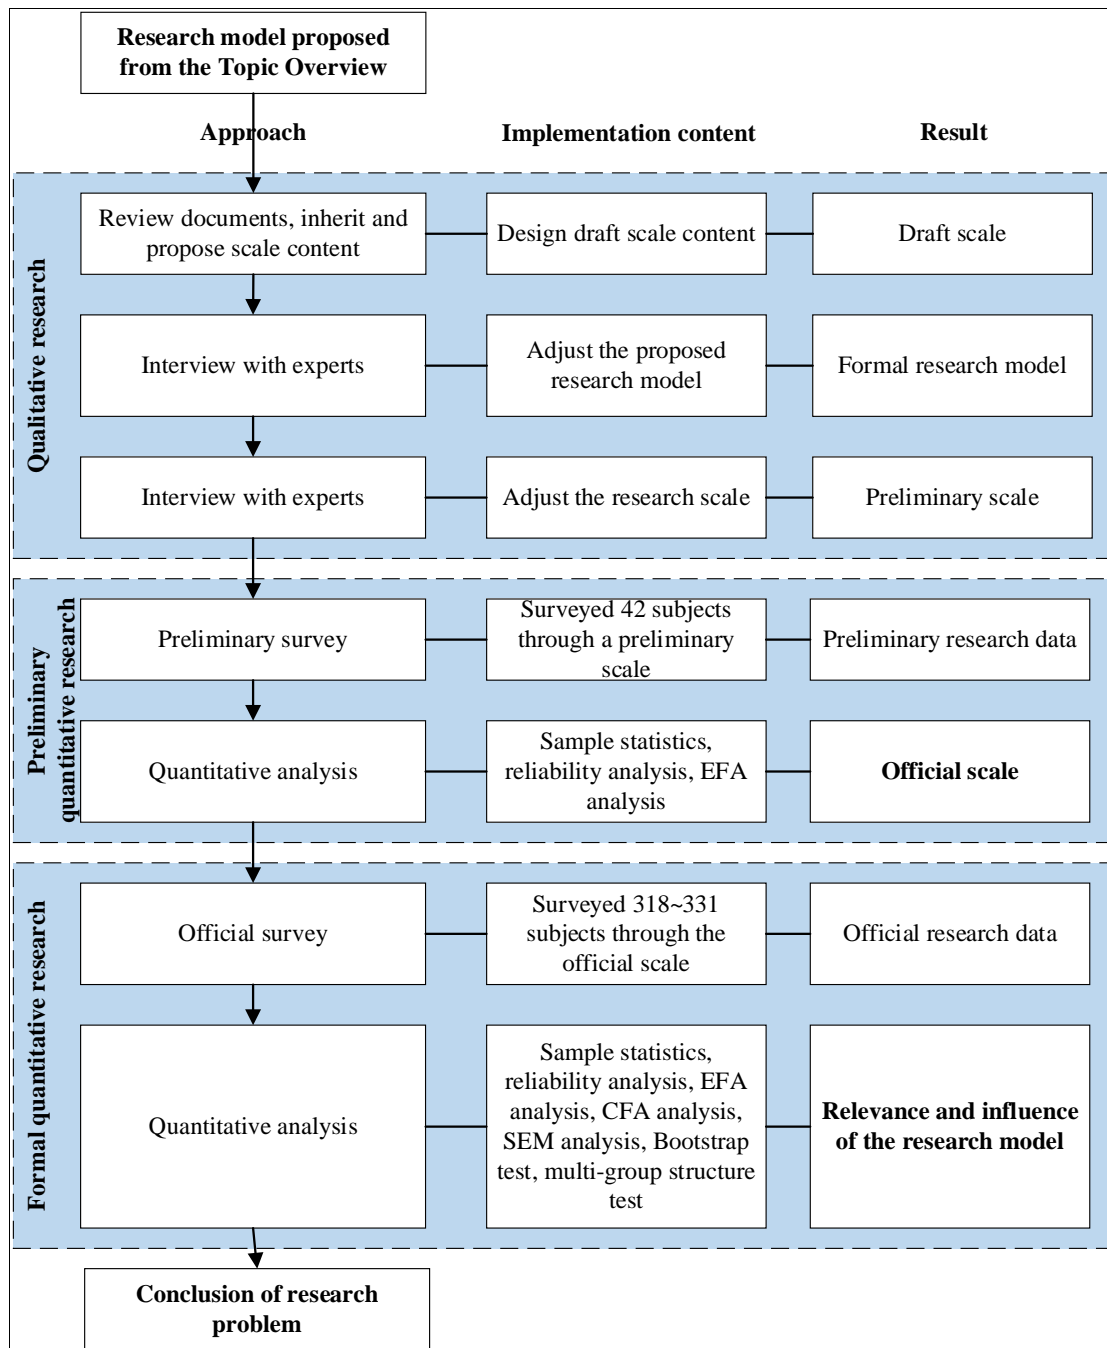 Research model proposed
from the Topic Overview
Approach
Implementation content
Result
Qualitative research
Review documents, inherit and
propose scale content
Design draft scale content
Draft scale
Interview with experts
Adjust the proposed
research model
Formal research model
Interview with experts
Adjust the research scale
Preliminary scale
Preliminary
quantitative research
Preliminary survey
Surveyed 42 subjects
through a preliminary
scale
Preliminary research data
Quantitative analysis
Sample statistics,
reliability analysis, EFA
analysis
Official scale
Formal quantitative research
Official survey
Surveyed 318~331
subjects through the
official scale
Official research data
Quantitative analysis
Sample statistics,
reliability analysis, EFA
analysis, CFA analysis,
SEM analysis, Bootstrap
test, multi-group structure
test
Relevance and influence
of the research model
Conclusion of research
problem